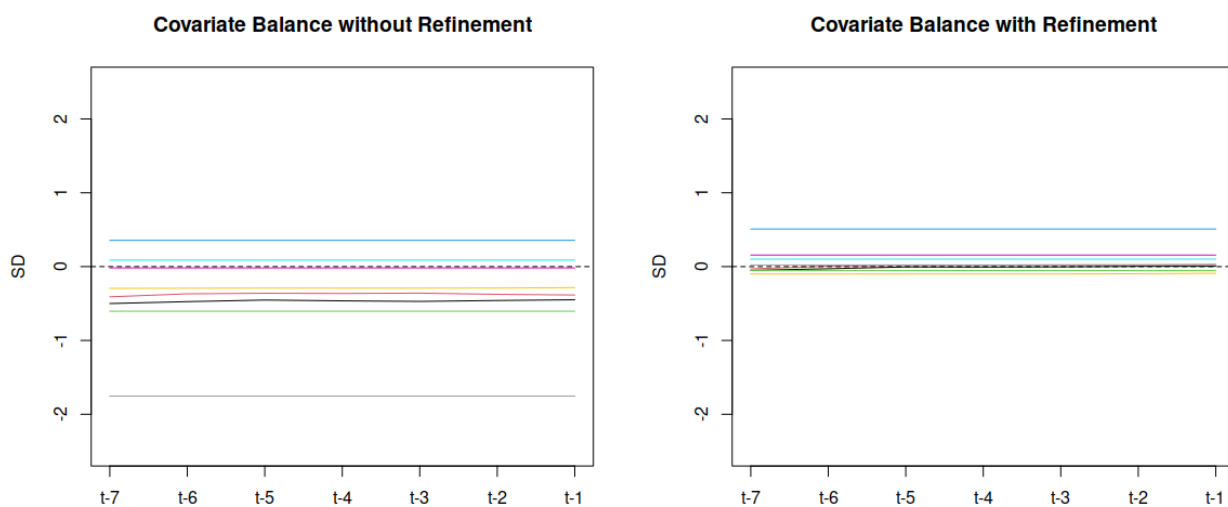 Covariate Balance without Refinement
SD
2
1
0
-1
-2
t-7 t-6 t-5 t-4 t-3 t-2 t-1
Covariate Balance with Refinement
SD
2
1
0
-1
-2
t-7 t-6 t-5 t-4 t-3 t-2 t-1